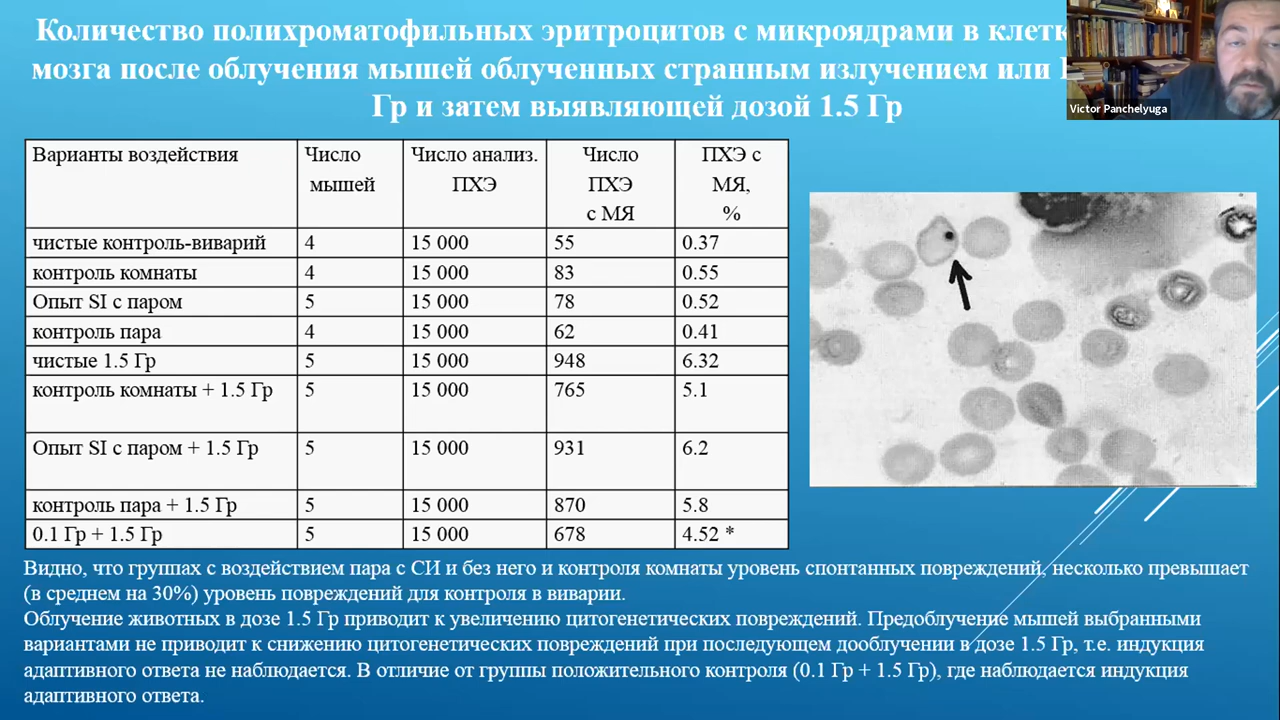 Количество полихроматофильных эритроцитов с микроядрами в клетк
мозга после облучения мышей облученных странным излучением или
Гр и затем выявляющей дозой 1.5 Гр
Victor Panchelyuga
Варианты воздействия Число мышей Число анализ. ПХЭ Число ПХЭ с МЯ ПХЭ с МЯ, %
чистые контроль-виварий 4 15 000 55 0.37
контроль комнаты 4 15 000 83 0.55
Опыт SI с паром 5 15 000 78 0.52
контроль пара 4 15 000 62 0.41
чистые 1.5 Гр 5 15 000 948 6.32
контроль комнаты + 1.5 Гр 5 15 000 765 5.1
Опыт SI с паром + 1.5 Гр 5 15 000 931 6.2
контроль пара + 1.5 Гр 5 15 000 870 5.8
0.1 Гр + 1.5 Гр 5 15 000 678 4.52 *
Видно, что группах с воздействием пара с СИ и без него и контроля комнаты уровень спонтанных повреждений, несколько превышает
(в среднем на 30%) уровень повреждений для контроля в виварии.
Облучение животных в дозе 1.5 Гр приводит к увеличению цитогенетических повреждений. Предоблучение мышей выбранными
вариантами не приводит к снижению цитогенетических повреждений при последующем дооблучении в дозе 1.5 Гр, т.е. индукция
адаптивного ответа не наблюдается. В отличие от группы положительного контроля (0.1 Гр + 1.5 Гр), где наблюдается индукция
адаптивного ответа.